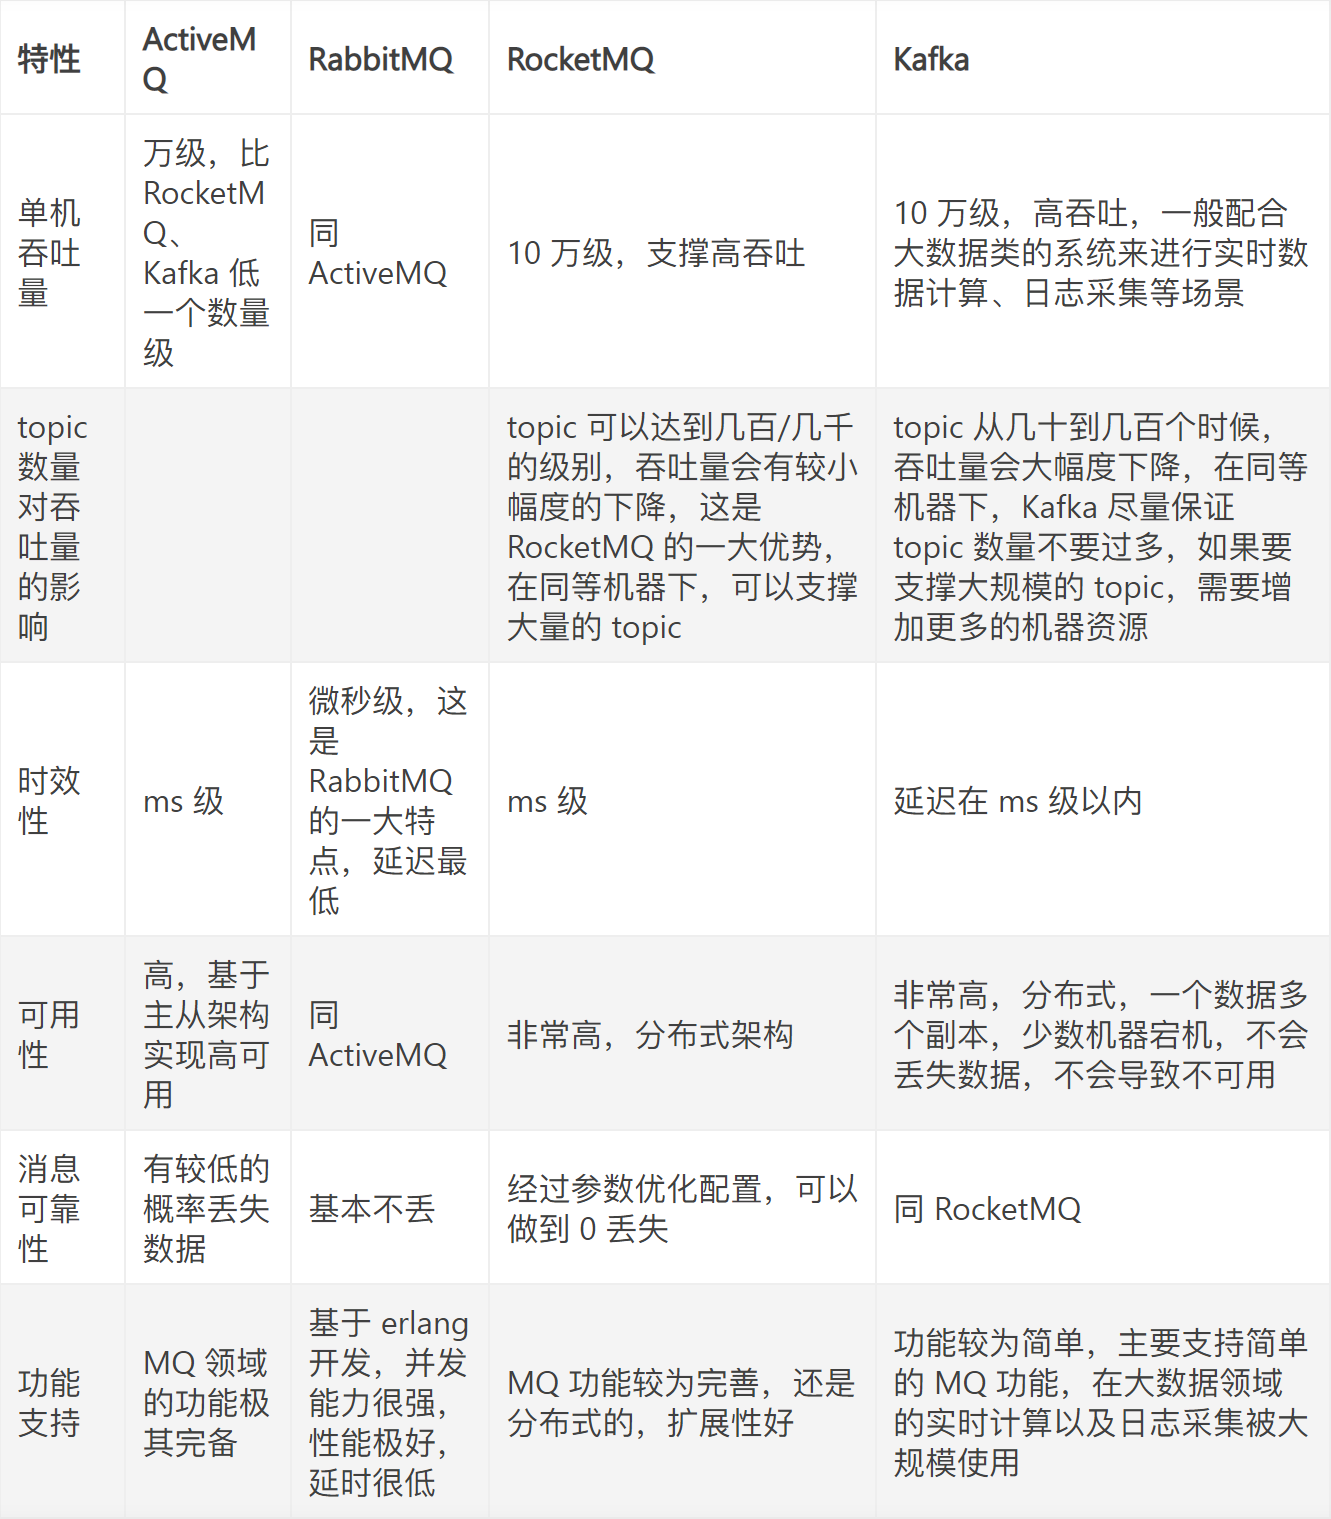 特性
ActiveM
Q
RabbitMQ
RocketMQ
Kafka
单机
吞吐
量
万级，比
RocketM
Q、
Kafka 低
一个数量
级
同
ActiveMQ
10 万级，支撑高吞吐
10 万级，高吞吐，一般配合
大数据类的系统来进行实时数
据计算、日志采集等场景
topic
数量
对吞
吐量
的影
响
topic 可以达到几百/几千
的级别，吞吐量会有较小
幅度的下降，这是
RocketMQ 的一大优势，
在同等机器下，可以支撑
大量的 topic
topic 从几十到几百个时候，
吞吐量会大幅度下降，在同等
机器下，Kafka 尽量保证
topic 数量不要过多，如果要
支撑大规模的 topic，需要增
加更多的机器资源
时效
性
ms 级
微秒级，这
是
RabbitMQ
的一大特
点，延迟最
低
ms 级
延迟在 ms 级以内
可用
性
高，基于
主从架构
实现高可
用
同
ActiveMQ
非常高，分布式架构
非常高，分布式，一个数据多
个副本，少数机器宕机，不会
丢失数据，不会导致不可用
消息
可靠
性
有较低的
概率丢失
数据
基本不丢
经过参数优化配置，可以
做到 0 丢失
同 RocketMQ
功能
支持
MQ 领域
的功能极
其完备
基于 erlang
开发，并发
能力很强，
性能极好，
延时很低
MQ 功能较为完善，还是
分布式的，扩展性好
功能较为简单，主要支持简单
的 MQ 功能，在大数据领域
的实时计算以及日志采集被大
规模使用